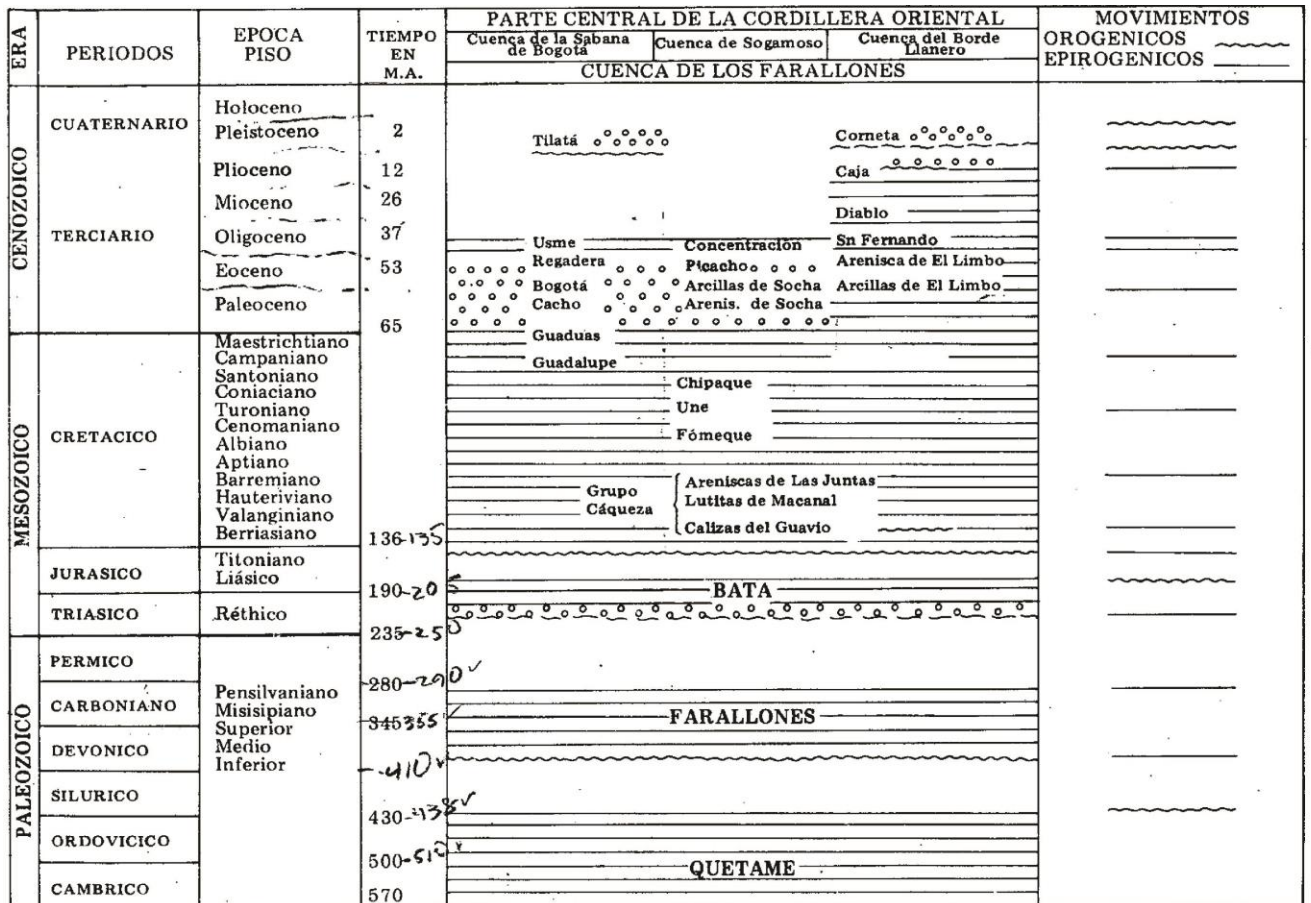 ERA
PERIODOS
EPOCA
PISO
TIEMPO
EN
M.A.
PARTE CENTRAL DE LA CORDILLERA ORIENTAL
Cuenca de la Sabana
de Bogotá
Cuenca de Sogamoso
Cuenca del Borde
Llanero
CUENCA DE LOS FARALLONES
MOVIMIENTOS
OROGENICOS
EPIROGENICOS
CENOZOICO
CUATERNARIO
Holoceno
Pleistoceno
2
Tilatá
Corneta
TERCIARIO
Plioceno
12
Caja
Mioceno
26
Diablo
Oligoceno
37
Usme
Concentración
Sn Fernando
Eoceno
53
Regadera
Picacho
Arenisca de El Limbo
Paleoceno
Bogotá
Arcillas de Socha
Arcillas de El Limbo
Cacho
Arenis. de Socha
65
MESOZOICO
CRETACICO
Maestrichtiano
Guaduas
Campaniano
Guadalupe
Santoniano
Coniaciano
Chipaque
Turoniano
Une
Cenomaniano
Albiano
Fómeque
Aptiano
Barremiano
Areniscas de Las Juntas
Hauteriviano
Grupo
Cáqueza
Lutitas de Macanal
Valanginiano
Berriasiano
Calizas del Guavio
136-135
JURASICO
Titoniano
Liásico
190-205
BATA
TRIASICO
Réthico
235-250
PALEOZOICO
PERMICO
280-290
CARBONIANO
Pensilvaniano
Misisipiano
345 355
FARALLONES
DEVONICO
Superior
Medio
Inferior
-410
SILURICO
430-438
ORDOVICICO
500-510
QUETAME
CAMBRICO
570